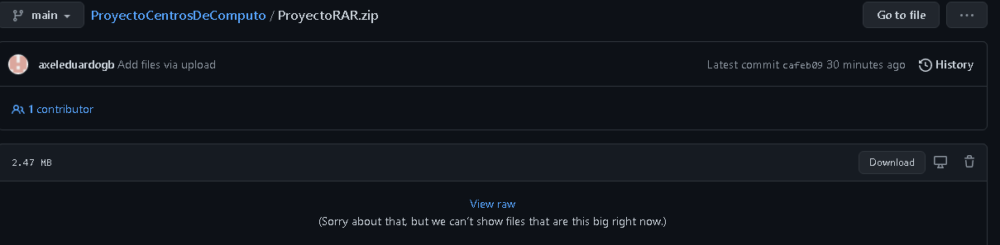 main ProyectoCentrosDeComputo / ProyectoRAR.zip Go to file ...
axeleduardogb Add files via upload Latest commit cafeb09 30 minutes ago History
1 contributor
2.47 MB Download
View raw
(Sorry about that, but we can't show files that are this big right now.)